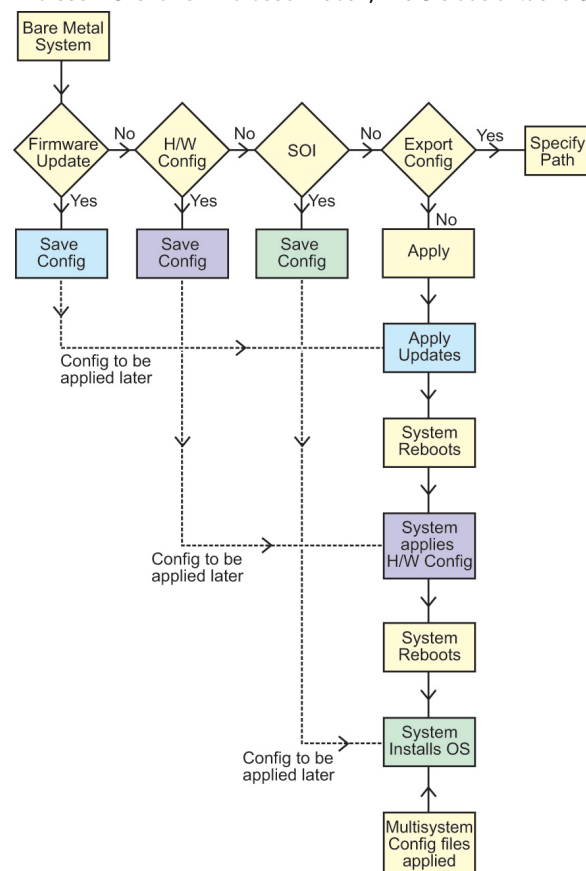 Bare Metal
System
Firmware
Update
No
H/W
Config
No
SOI
No
Export
Config
Yes
Specify
Path
Yes
Yes
Yes
No
Save
Config
Save
Config
Save
Config
Apply
Config to be
applied later
Apply
Updates
System
Reboots
Config to be
applied later
System
applies
H/W Config
System
Reboots
Config to be
applied later
System
Installs OS
Multisystem
Config files
applied